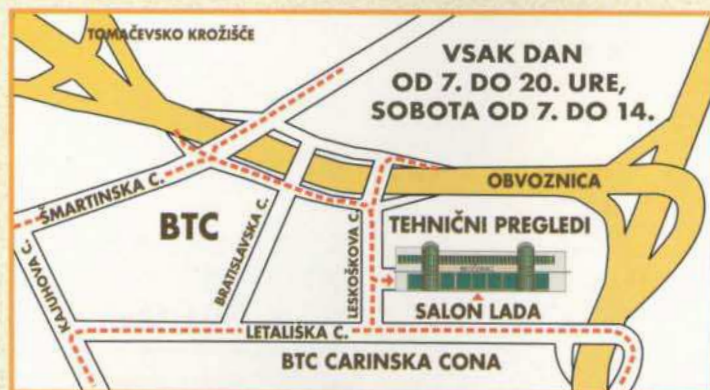 TOMAČEVSKO KROŽIŠČE
VSAK DAN
OD 7. DO 20. URE,
SOBOTA OD 7. DO 14.
OBVOZNICA
ŠMARTINSKA C.
BTC
BRATISLAVSKA C.
LESKOŠKOVA C.
TEHNIČNI PREGLEDI
SALON LADA
KAJUHOVA C.
LETALIŠKA C.
BTC CARINSKA CONA